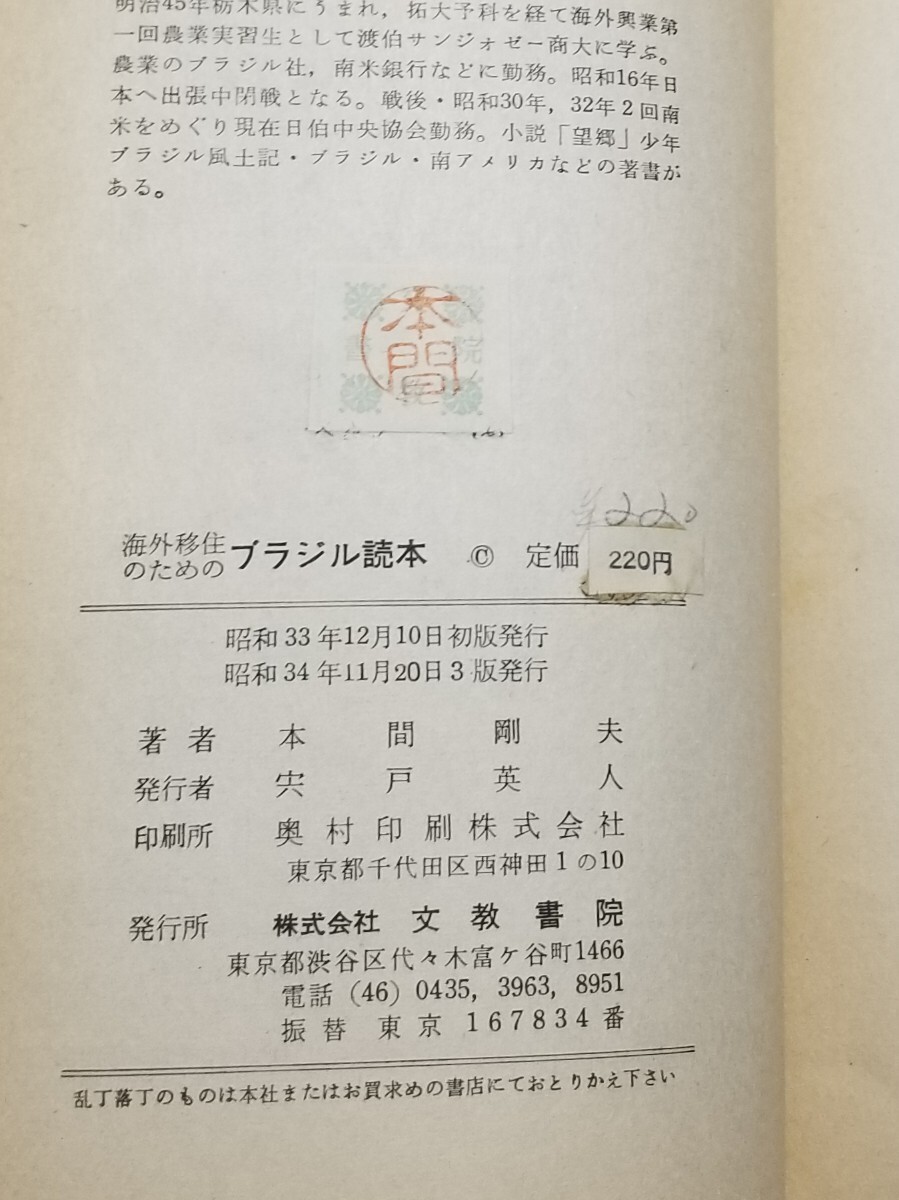 明治45年栃木県にうまれ，拓大予科を経て海外興業第
一回農業実習生として渡伯サンジォゼー商大に学ぶ。
農業のブラジル社，南米銀行などに勤務。昭和16年日
本へ出張中閉戦となる。戦後・昭和30年，32年2回南
米をめぐり現在日伯中央協会勤務。小説「望郷」少年
ブラジル風土記・ブラジル・南アメリカなどの著書が
ある。
本間
書 院
海外移住
のための
ブラジル読本 © 定価 220円
¥220
昭和33年12月10日初版発行
昭和34年11月20日3版発行
著者 本間剛夫
発行者 宍戸英人
印刷所 奥村印刷株式会社
東京都千代田区西神田1の10
発行所 株式会社 文教書院
東京都渋谷区代々木富ケ谷町1466
電話 (46) 0435, 3963, 8951
振替 東京 167834番
乱丁落丁のものは本社またはお買求めの書店にておとりかえ下さい